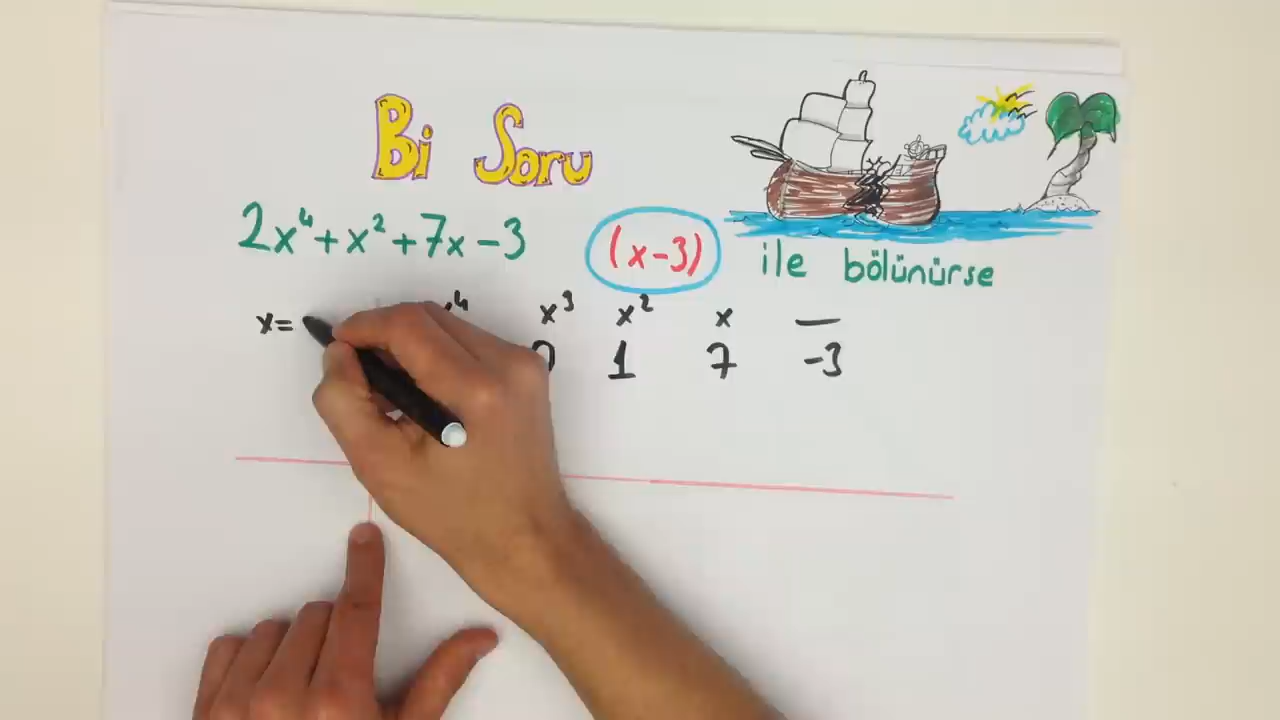 Bi Soru
2x⁴+x²+7x-3 (x-3) ile bölünürse
x= x³ x² x —
1 7 -3